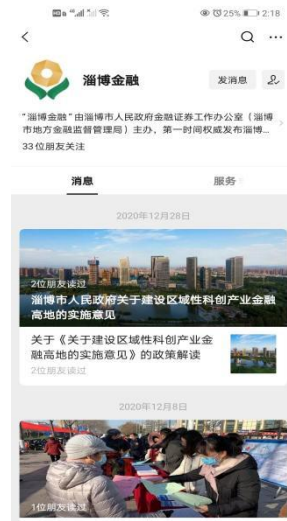 25% 2:18
淄博金融
发消息
“淄博金融”由淄博市人民政府金融证券工作办公室（淄博
市地方金融监督管理局）主办，第一时间权威发布淄博...
33位朋友关注
消息 服务
2020年12月28日
2位朋友读过
淄博市人民政府关于建设区域性科创产业金融
高地的实施意见
关于《关于建设区域性科创产业金
融高地的实施意见》的政策解读
2位朋友读过
2020年12月8日
1位朋友读过